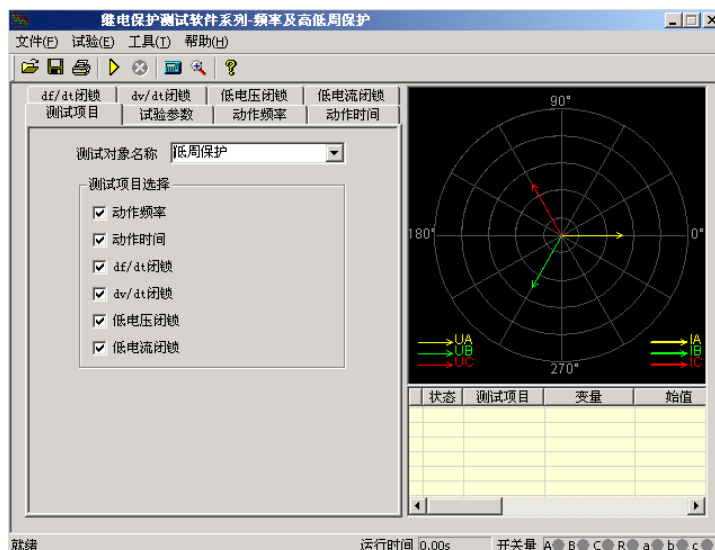 继电保护测试软件系列-频率及高低周保护
文件(F) 试验(E) 工具(T) 帮助(H)
df/dt闭锁 dv/dt闭锁 低电压闭锁 低电流闭锁
测试项目 试验参数 动作频率 动作时间
测试对象名称 低周保护
测试项目选择
动作频率
动作时间
df/dt闭锁
dv/dt闭锁
低电压闭锁
低电流闭锁
90°
180° 0°
270°
UA IA
UB IB
UC IC
状态 测试项目 变量 始值
就绪 运行时间 0.00s 开关量 A B C R a b c